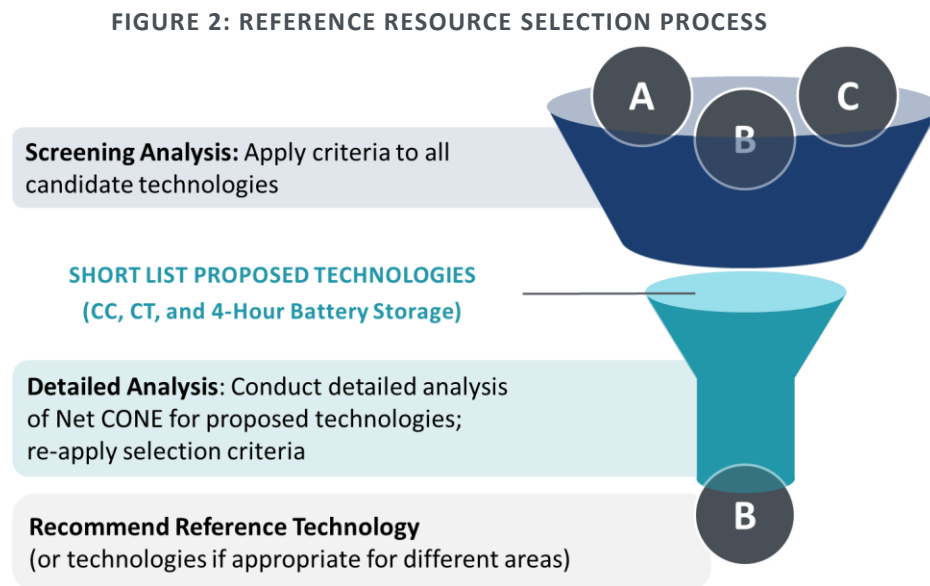 FIGURE 2: REFERENCE RESOURCE SELECTION PROCESS
A
B
C
Screening Analysis: Apply criteria to all
candidate technologies
SHORT LIST PROPOSED TECHNOLOGIES
(CC, CT, and 4-Hour Battery Storage)
Detailed Analysis: Conduct detailed analysis
of Net CONE for proposed technologies;
re-apply selection criteria
Recommend Reference Technology
(or technologies if appropriate for different areas)
B